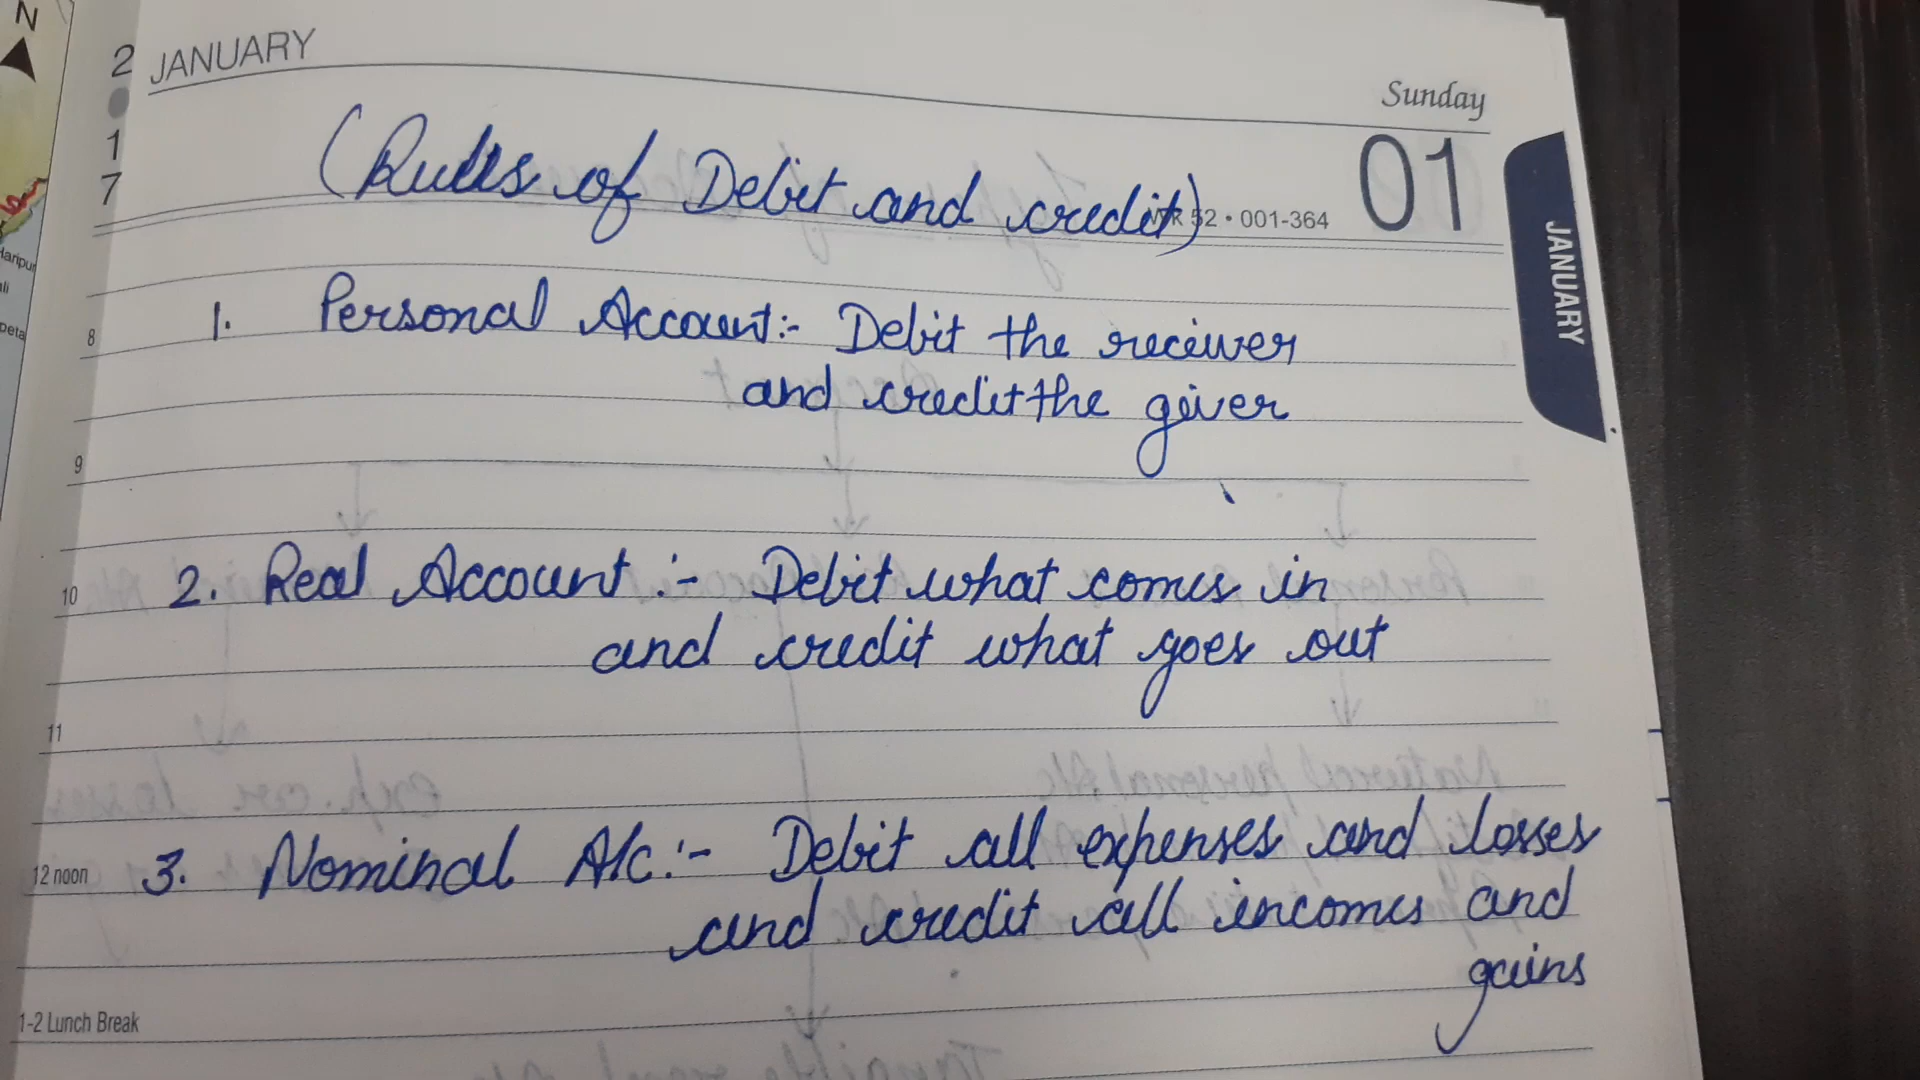 N
2 JANUARY
Sunday
1
7
(Rules of Debit and credit)
52 • 001-364
01
JANUARY
Haripur
8
1. Personal Account:- Debit the receiver
and credit the giver
9
10
2. Real Account :- Debit what comes in
and credit what goes out
11
12 noon
3. Nominal A/c:- Debit all expenses and losses
and credit all incomes and
gains
1-2 Lunch Break